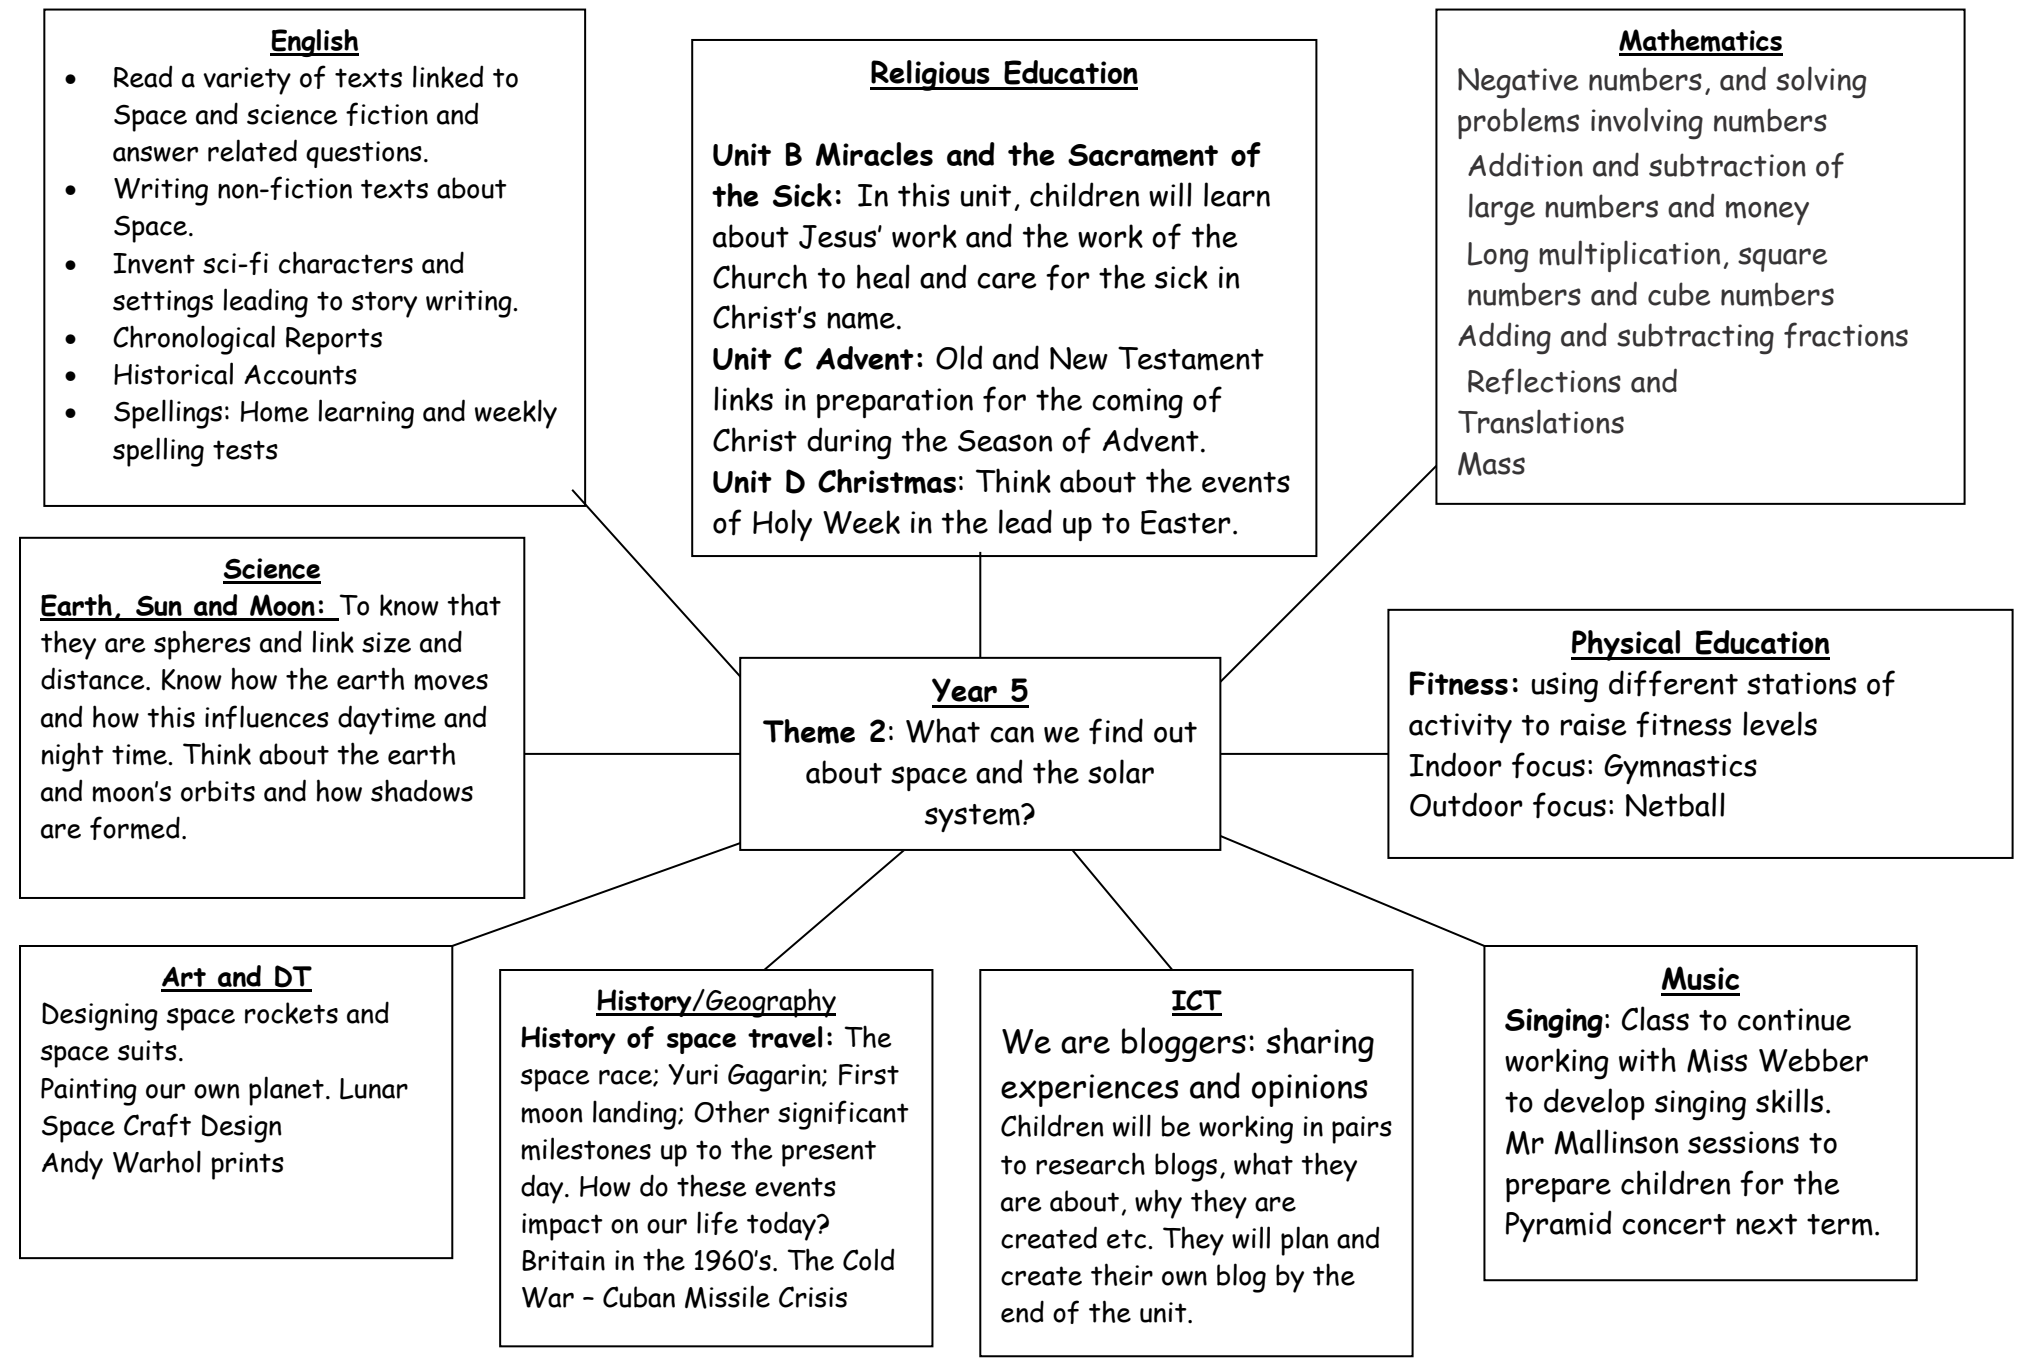 English
• Read a variety of texts linked to
Space and science fiction and
answer related questions.
• Writing non-fiction texts about
Space.
• Invent sci-fi characters and
settings leading to story writing.
• Chronological Reports
• Historical Accounts
• Spellings: Home learning and weekly
spelling tests
Religious Education
Unit B Miracles and the Sacrament of
the Sick: In this unit, children will learn
about Jesus’ work and the work of the
Church to heal and care for the sick in
Christ’s name.
Unit C Advent: Old and New Testament
links in preparation for the coming of
Christ during the Season of Advent.
Unit D Christmas: Think about the events
of Holy Week in the lead up to Easter.
Mathematics
Negative numbers, and solving
problems involving numbers
Addition and subtraction of
large numbers and money
Long multiplication, square
numbers and cube numbers
Adding and subtracting fractions
Reflections and
Translations
Mass
Science
Earth, Sun and Moon: To know that
they are spheres and link size and
distance. Know how the earth moves
and how this influences daytime and
night time. Think about the earth
and moon’s orbits and how shadows
are formed.
Year 5
Theme 2: What can we find out
about space and the solar
system?
Physical Education
Fitness: using different stations of
activity to raise fitness levels
Indoor focus: Gymnastics
Outdoor focus: Netball
Art and DT
Designing space rockets and
space suits.
Painting our own planet. Lunar
Space Craft Design
Andy Warhol prints
History/Geography
History of space travel: The
space race; Yuri Gagarin; First
moon landing; Other significant
milestones up to the present
day. How do these events
impact on our life today?
Britain in the 1960’s. The Cold
War – Cuban Missile Crisis
ICT
We are bloggers: sharing
experiences and opinions
Children will be working in pairs
to research blogs, what they
are about, why they are
created etc. They will plan and
create their own blog by the
end of the unit.
Music
Singing: Class to continue
working with Miss Webber
to develop singing skills.
Mr Mallinson sessions to
prepare children for the
Pyramid concert next term.